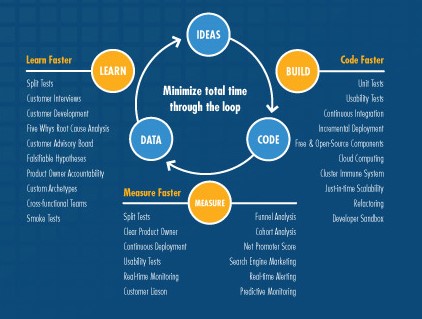 IDEAS
Learn Faster
LEARN
Split Tests
Customer Interviews
Customer Development
Five Whys Root Cause Analysis
Customer Advisory Board
Falsifiable Hypotheses
Product Owner Accountability
Custom Archetypes
Cross-functional Teams
Smoke Tests
Minimize total time
through the loop
DATA
CODE
Code Faster
BUILD
Unit Tests
Usability Tests
Continuous Integration
Incremental Deployment
Free & Open-Source Components
Cloud Computing
Cluster Immune System
Just-in-time Scalability
Refactoring
Developer Sandbox
Measure Faster
MEASURE
Split Tests
Clear Product Owner
Continuous Deployment
Usability Tests
Real-time Monitoring
Customer Liason
Funnel Analysis
Cohort Analysis
Net Promoter Score
Search Engine Marketing
Real-time Alerting
Predictive Monitoring